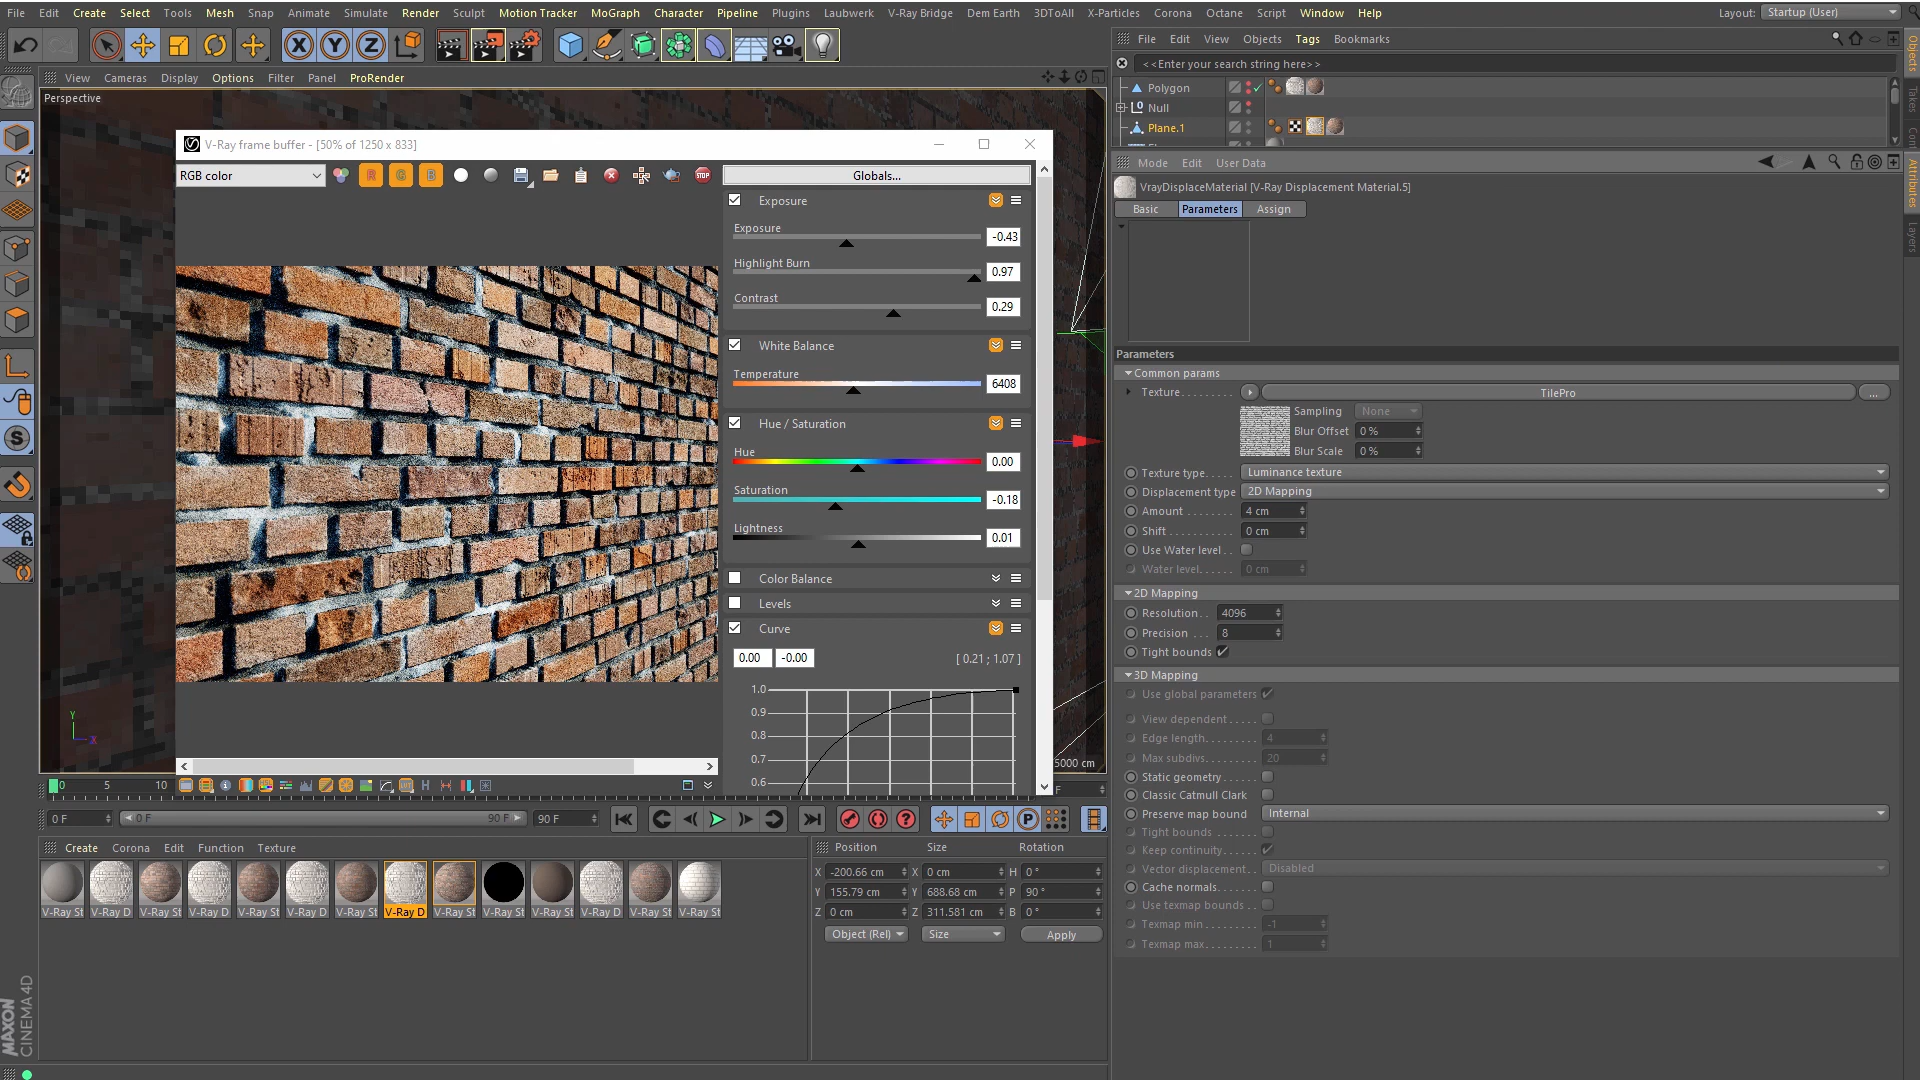 File Edit Create Select Tools Mesh Snap Animate Simulate Render Sculpt Motion Tracker MoGraph Character Pipeline Plugins Laubwerk V-Ray Bridge Dem Earth 3DToAll X-Particles Corona Octane Script Window Help
Layout: Startup (User)
X Y Z
File Edit View Objects Tags Bookmarks
Objects
<<Enter your search string here>>
View Cameras Display Options Filter Panel ProRender
Polygon
Takes
Perspective
Null
Plane.1
V-Ray frame buffer - [50% of 1250 x 833]
Mode Edit User Data
Attributes
Layers
RGB color
R G B
STOP
Globals...
VrayDisplaceMaterial [V-Ray Displacement Material.5]
Basic Parameters Assign
Exposure
Exposure
-0.43
Highlight Burn
0.97
Contrast
0.29
White Balance
Temperature
6408
Hue / Saturation
Hue
0.00
Saturation
-0.18
Lightness
0.01
Color Balance
Levels
Curve
0.00 -0.00 [ 0.21 ; 1.07 ]
1.0
0.9
0.8
0.7
0.6
Y
X
5000 cm
Parameters
Common params
Texture TilePro ...
Sampling None
Blur Offset 0 %
Blur Scale 0 %
Texture type Luminance texture
Displacement type 2D Mapping
Amount 4 cm
Shift 0 cm
Use Water level
Water level 0 cm
2D Mapping
Resolution 4096
Precision 8
Tight bounds
3D Mapping
Use global parameters
View dependent
Edge length 4
Max subdivs 20
Static geometry
Classic Catmull Clark
Preserve map bound Internal
Tight bounds
Keep continuity
Vector displacement Disabled
Cache normals
Use texmap bounds
Texmap min -1
Texmap max 1
0 5 10
F
0 F 0 F 90 F 90 F
P
Create Corona Edit Function Texture
V-Ray St V-Ray D V-Ray St V-Ray D V-Ray St V-Ray D V-Ray St V-Ray D V-Ray St V-Ray St V-Ray St V-Ray D V-Ray St V-Ray St
Position Size Rotation
X -200.66 cm X 0 cm H 0 °
Y 155.79 cm Y 688.68 cm P 90 °
Z 0 cm Z 311.581 cm B 0 °
Object (Rel) Size Apply
MAXON
CINEMA 4D